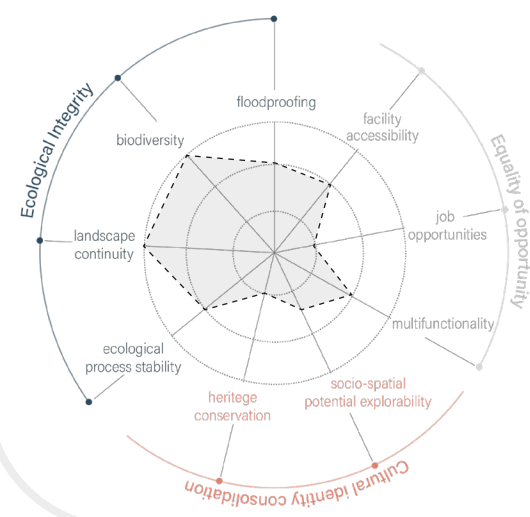 floodproofing
facility
accessibility
biodiversity
Ecological Integrity
Equality of opportunity
job
opportunities
landscape
continuity
multifunctionality
ecological
process stability
heritege
conservation
socio-spatial
potential explorability
Cultural identity consolidation